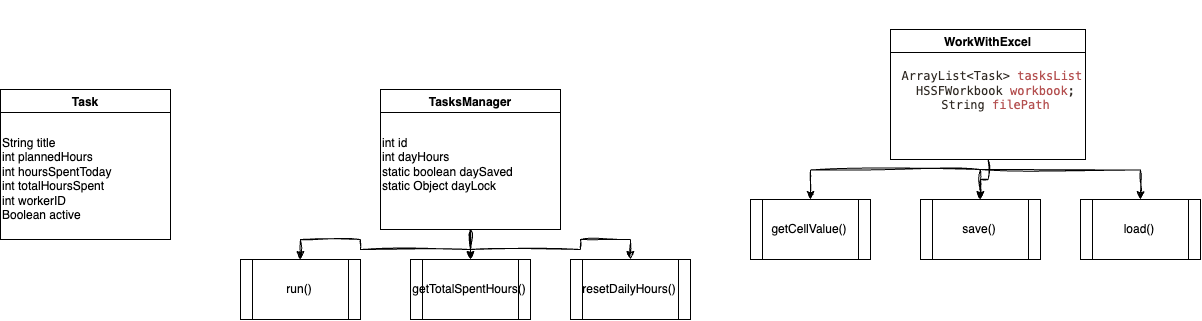 Task
String title
int plannedHours
int hoursSpentToday
int totalHoursSpent
int workerID
Boolean active
TasksManager
int id
int dayHours
static boolean daySaved
static Object dayLock
run()
getTotalSpentHours()
resetDailyHours()
WorkWithExcel
ArrayList<Task> tasksList
HSSFWorkbook workbook;
String filePath
getCellValue()
save()
load()